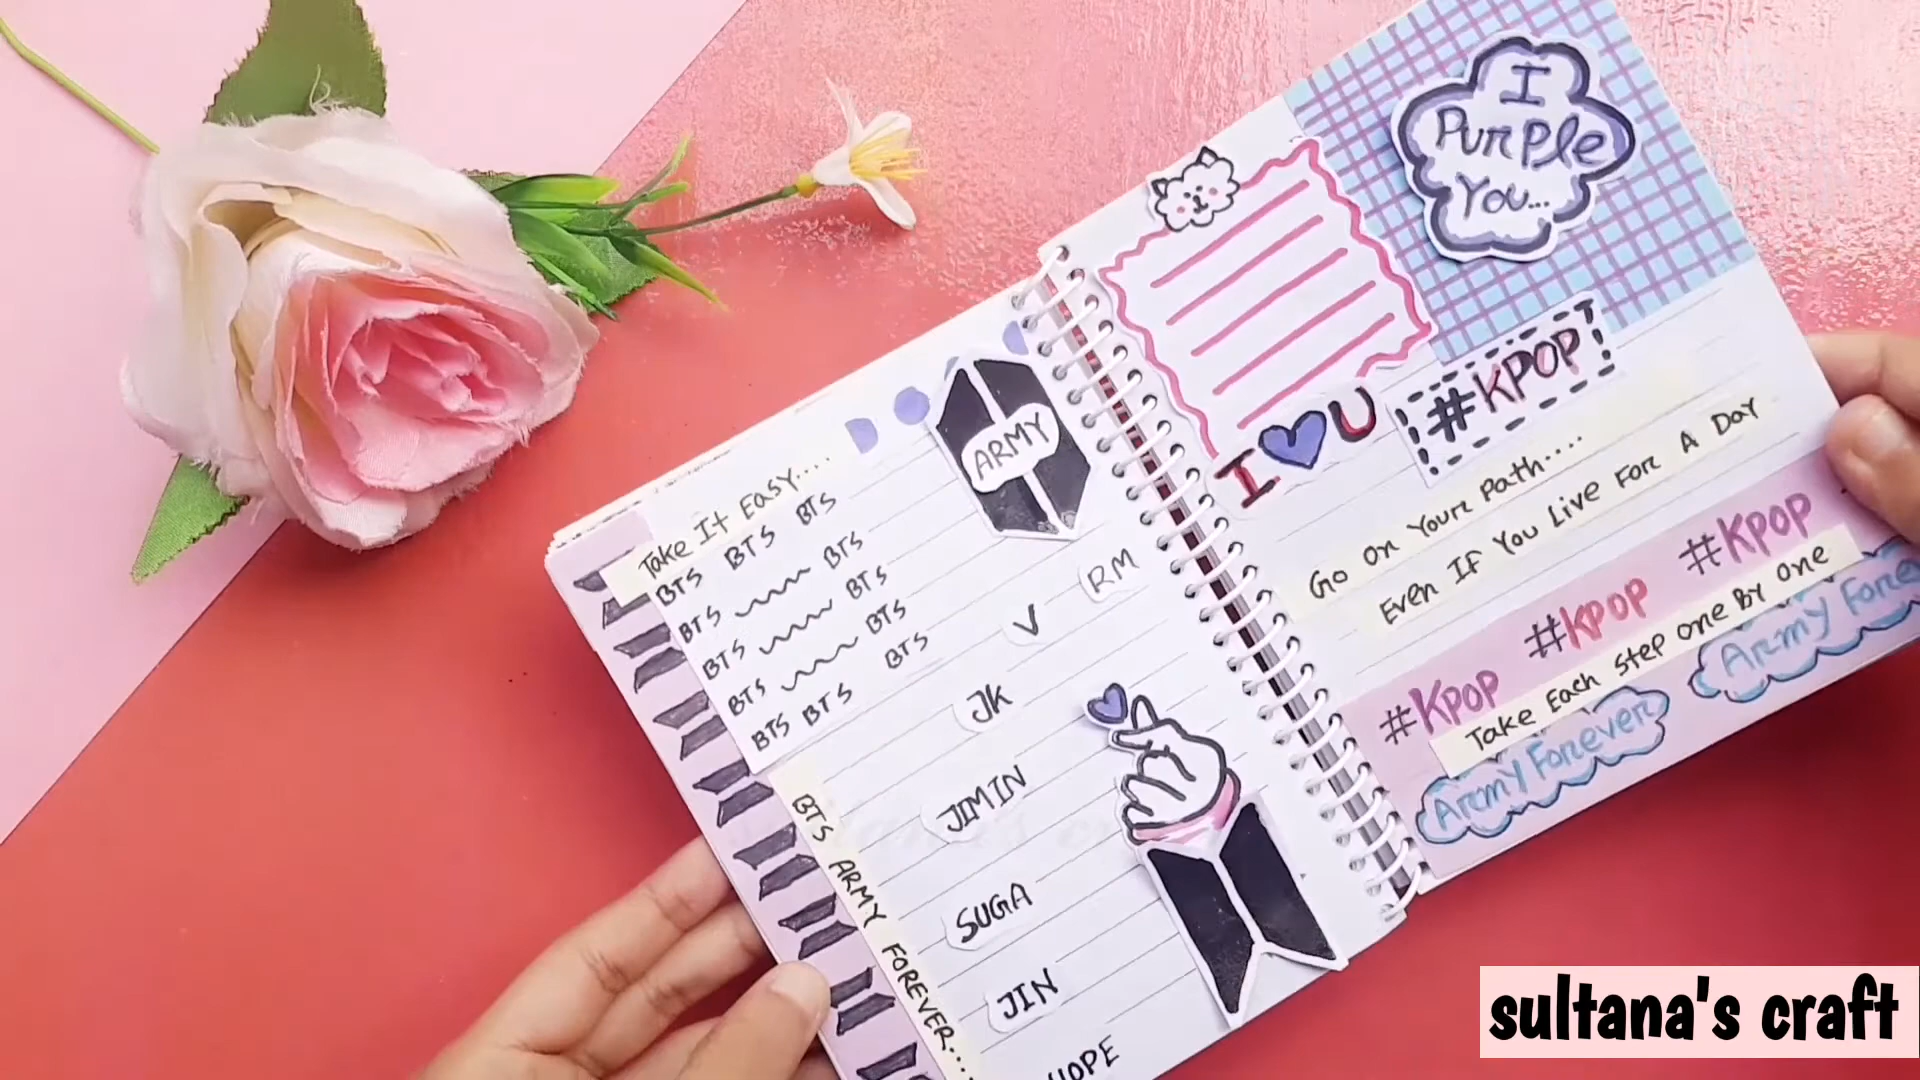 Take It Easy....
BTS BTS BTS
BTS BTS
BTS BTS
BTS BTS
BTS BTS BTS
ARMY
RM
V
JK
JIMIN
SUGA
JIN
HOPE
BTS ARMY FOREVER....
I
Purple
You...
I U
#KPOP
Go On Your Path....
Even If You Live For A Day
#Kpop #Kpop #Kpop
Take Each Step One By One
Army Forever
Army Forever
sultana's craft